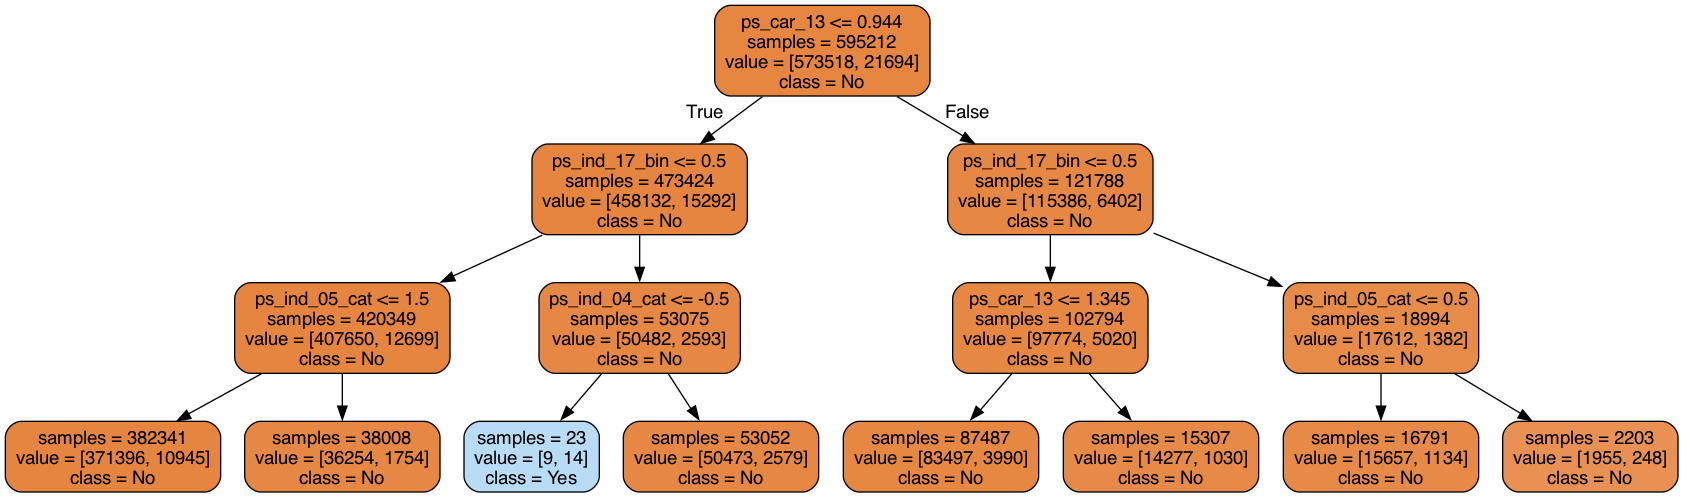 ps_car_13 <= 0.944
samples = 595212
value = [573518, 21694]
class = No
True
False
ps_ind_17_bin <= 0.5
samples = 473424
value = [458132, 15292]
class = No
ps_ind_17_bin <= 0.5
samples = 121788
value = [115386, 6402]
class = No
ps_ind_05_cat <= 1.5
samples = 420349
value = [407650, 12699]
class = No
ps_ind_04_cat <= -0.5
samples = 53075
value = [50482, 2593]
class = No
ps_car_13 <= 1.345
samples = 102794
value = [97774, 5020]
class = No
ps_ind_05_cat <= 0.5
samples = 18994
value = [17612, 1382]
class = No
samples = 382341
value = [371396, 10945]
class = No
samples = 38008
value = [36254, 1754]
class = No
samples = 23
value = [9, 14]
class = Yes
samples = 53052
value = [50473, 2579]
class = No
samples = 87487
value = [83497, 3990]
class = No
samples = 15307
value = [14277, 1030]
class = No
samples = 16791
value = [15657, 1134]
class = No
samples = 2203
value = [1955, 248]
class = No